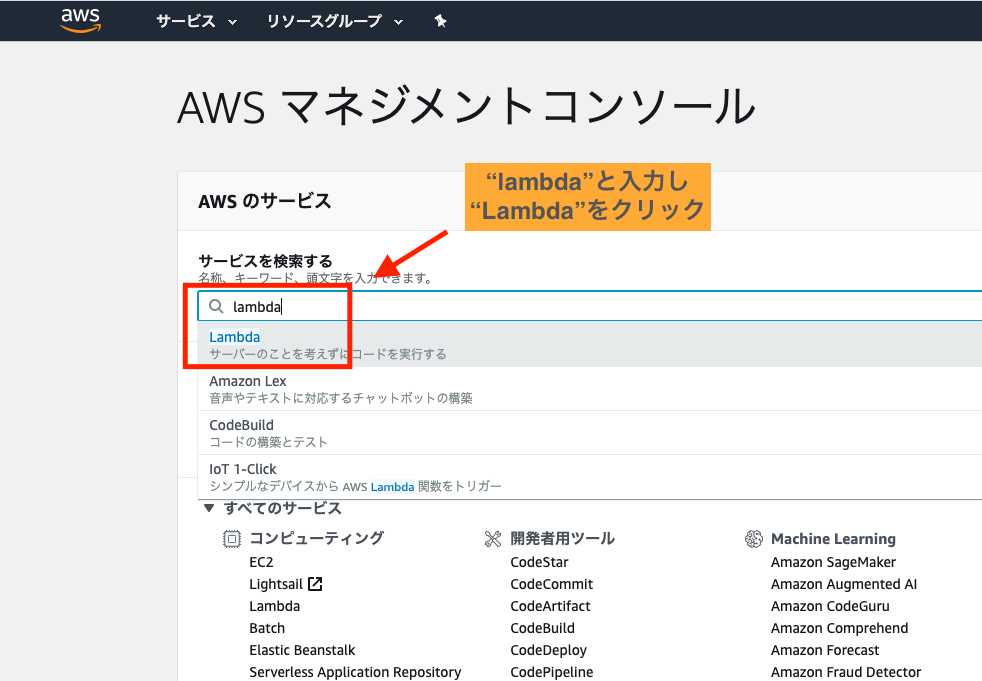 aws サービス リソースグループ
AWS マネジメントコンソール
“lambda”と入力し
“Lambda”をクリック
AWS のサービス
サービスを検索する
名称、キーワード、頭文字を入力できます。
lambda
Lambda
サーバーのことを考えずにコードを実行する
Amazon Lex
音声やテキストに対応するチャットボットの構築
CodeBuild
コードの構築とテスト
IoT 1-Click
シンプルなデバイスから AWS Lambda 関数をトリガー
すべてのサービス
コンピューティング
EC2
Lightsail
Lambda
Batch
Elastic Beanstalk
Serverless Application Repository
開発者用ツール
CodeStar
CodeCommit
CodeArtifact
CodeBuild
CodeDeploy
CodePipeline
Machine Learning
Amazon SageMaker
Amazon Augmented AI
Amazon CodeGuru
Amazon Comprehend
Amazon Forecast
Amazon Fraud Detector